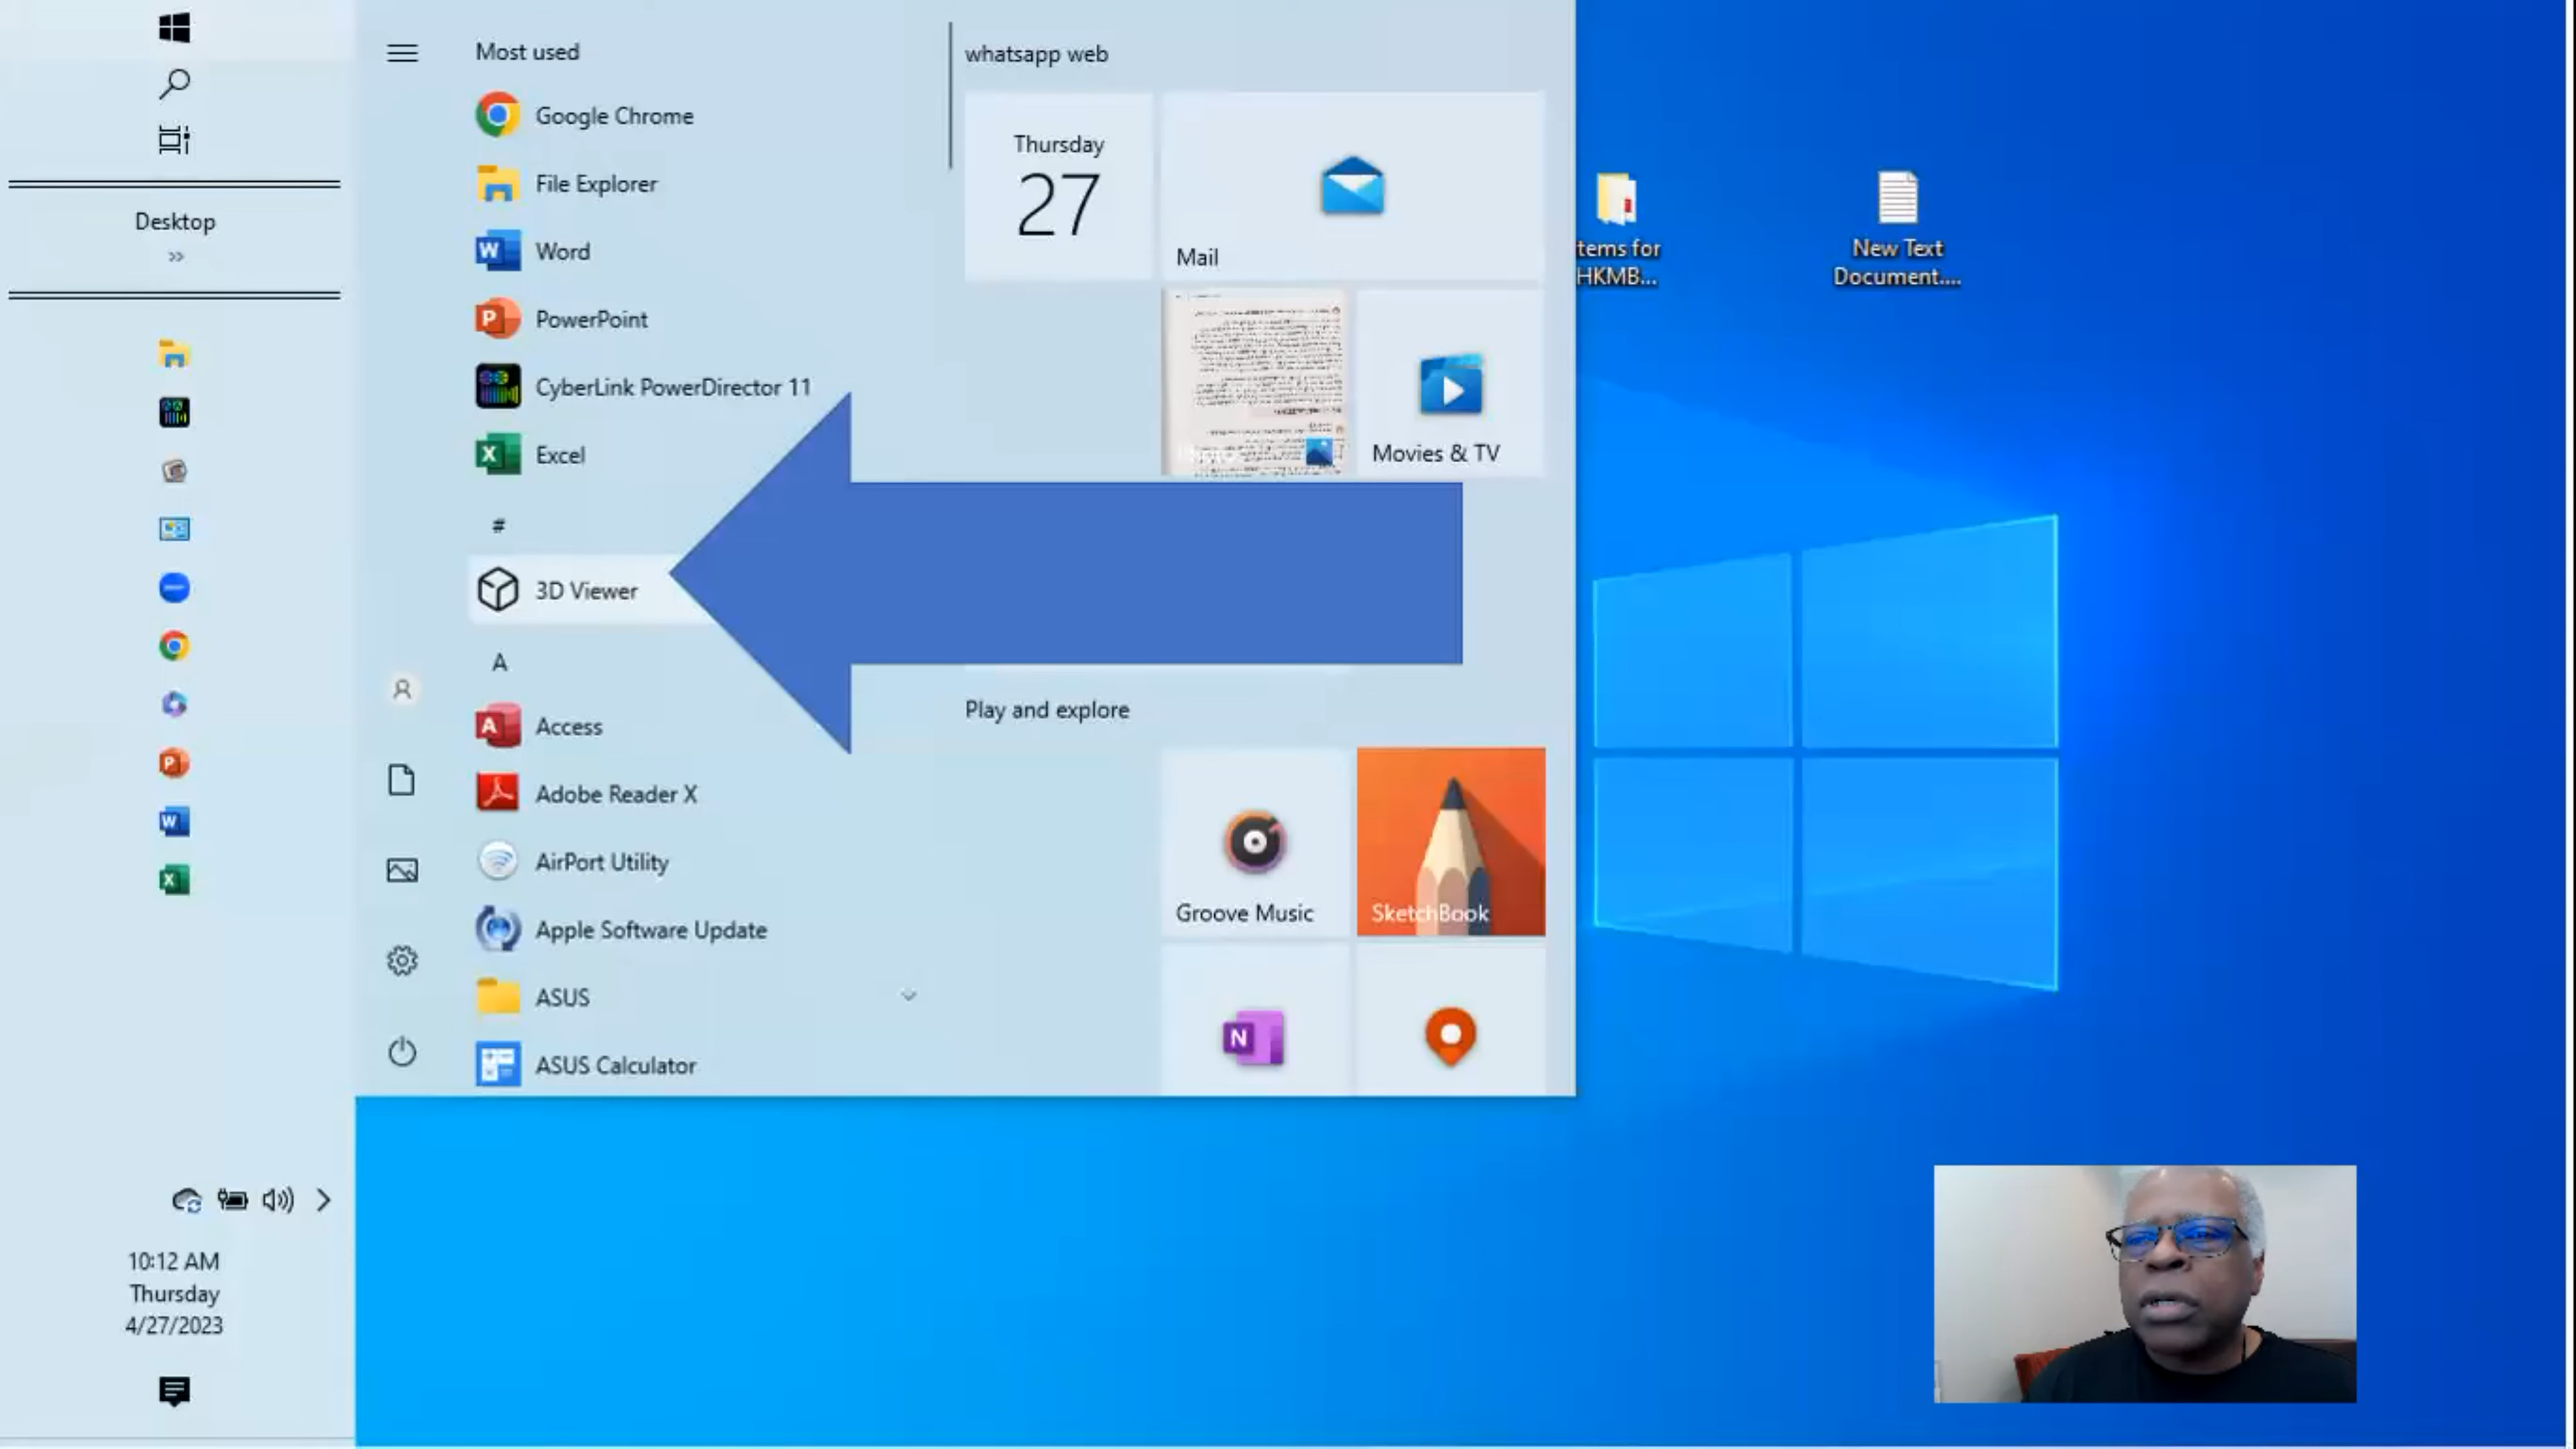 Desktop
10:12 AM
Thursday
4/27/2023
Most used
Google Chrome
File Explorer
Word
PowerPoint
CyberLink PowerDirector 11
Excel
#
3D Viewer
A
Access
Adobe Reader X
AirPort Utility
Apple Software Update
ASUS
ASUS Calculator
whatsapp web
Thursday
27
Mail
Movies & TV
Play and explore
Groove Music
SketchBook
tems for
HKMB...
New Text
Document....